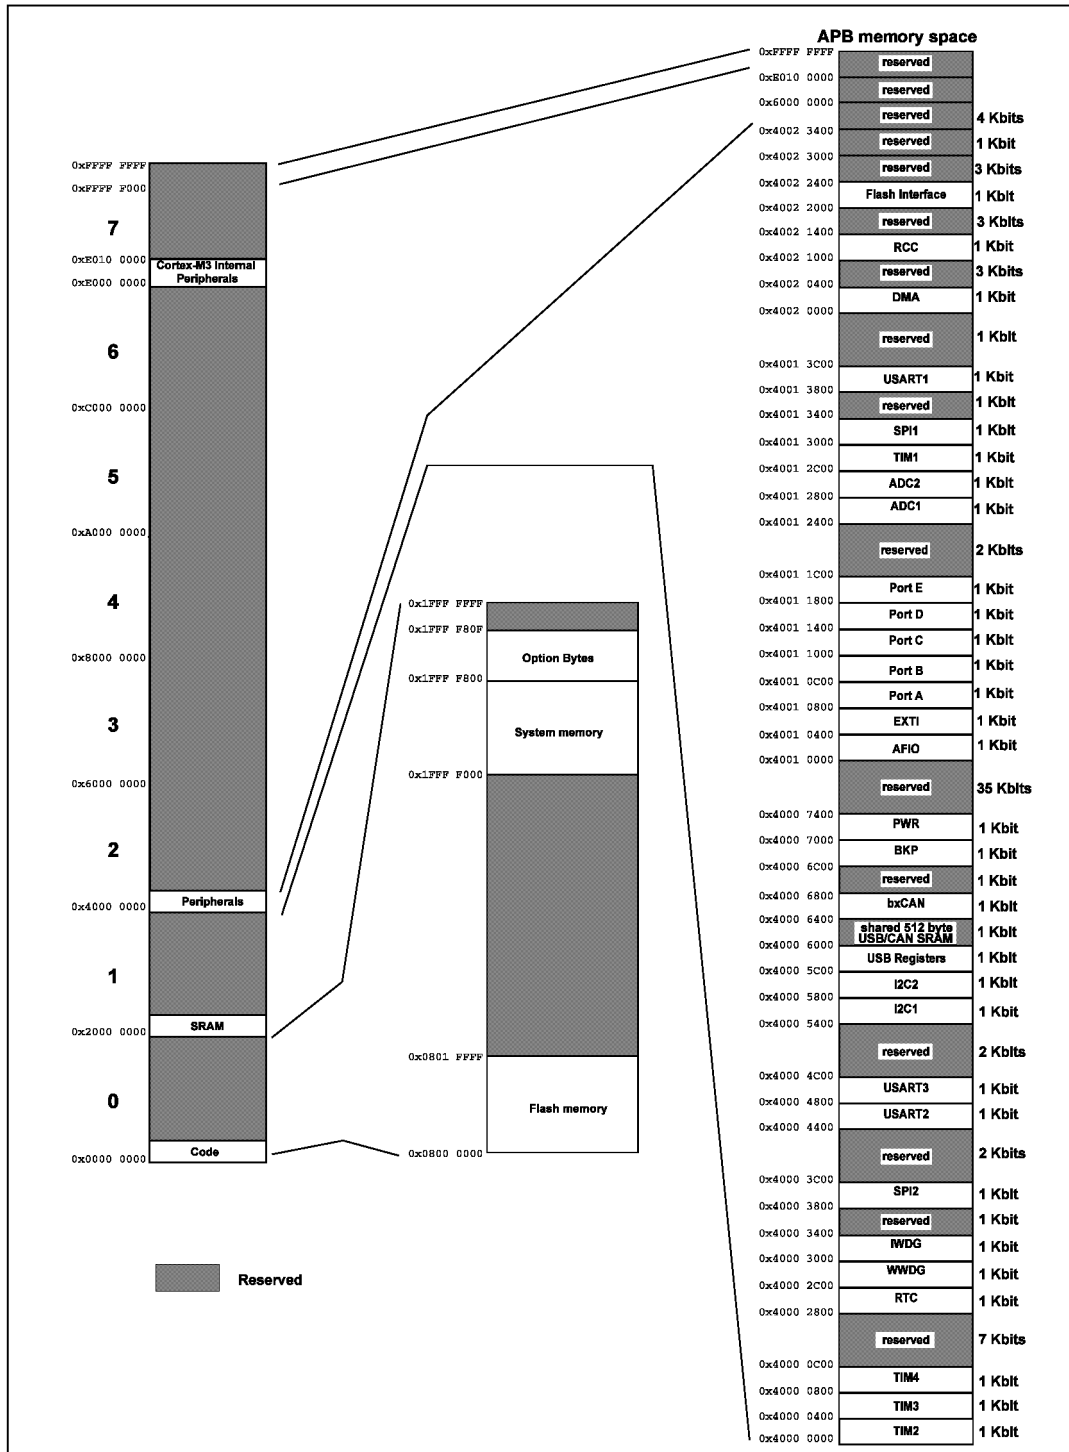 APB memory space
0xFFFF FFFF
reserved
0xE010 0000
reserved
0x6000 0000
reserved
4 Kbits
0x4002 3400
reserved
1 Kbit
0x4002 3000
reserved
3 Kbits
0x4002 2400
Flash Interface
1 Kbit
0x4002 2000
reserved
3 Kbits
0x4002 1400
RCC
1 Kbit
0x4002 1000
reserved
3 Kbits
0x4002 0400
DMA
1 Kbit
0x4002 0000
reserved
1 Kbit
0x4001 3C00
USART1
1 Kbit
0x4001 3800
reserved
1 Kbit
0x4001 3400
SPI1
1 Kbit
0x4001 3000
TIM1
1 Kbit
0x4001 2C00
ADC2
1 Kbit
0x4001 2800
ADC1
1 Kbit
0x4001 2400
reserved
2 Kbits
0x4001 1C00
Port E
1 Kbit
0x4001 1800
Port D
1 Kbit
0x4001 1400
Port C
1 Kbit
0x4001 1000
Port B
1 Kbit
0x4001 0C00
Port A
1 Kbit
0x4001 0800
EXTI
1 Kbit
0x4001 0400
AFIO
1 Kbit
0x4001 0000
reserved
35 Kbits
0x4000 7400
PWR
1 Kbit
0x4000 7000
BKP
1 Kbit
0x4000 6C00
reserved
1 Kbit
0x4000 6800
bxCAN
1 Kbit
0x4000 6400
shared 512 byte
USB/CAN SRAM
1 Kbit
0x4000 6000
USB Registers
1 Kbit
0x4000 5C00
I2C2
1 Kbit
0x4000 5800
I2C1
1 Kbit
0x4000 5400
reserved
2 Kbits
0x4000 4C00
USART3
1 Kbit
0x4000 4800
USART2
1 Kbit
0x4000 4400
reserved
2 Kbits
0x4000 3C00
SPI2
1 Kbit
0x4000 3800
reserved
1 Kbit
0x4000 3400
IWDG
1 Kbit
0x4000 3000
WWDG
1 Kbit
0x4000 2C00
RTC
1 Kbit
0x4000 2800
reserved
7 Kbits
0x4000 0C00
TIM4
1 Kbit
0x4000 0800
TIM3
1 Kbit
0x4000 0400
TIM2
1 Kbit
0x4000 0000
0xFFFF FFFF
0xFFFF F000
7
0xE010 0000
Cortex-M3 Internal
Peripherals
0xE000 0000
6
0xC000 0000
5
0xA000 0000
4
0x8000 0000
3
0x6000 0000
2
Peripherals
0x4000 0000
1
SRAM
0x2000 0000
0
Code
0x0000 0000
0x1FFF FFFF
0x1FFF F80F
Option Bytes
0x1FFF F800
System memory
0x1FFF F000
0x0801 FFFF
Flash memory
0x0800 0000
Reserved